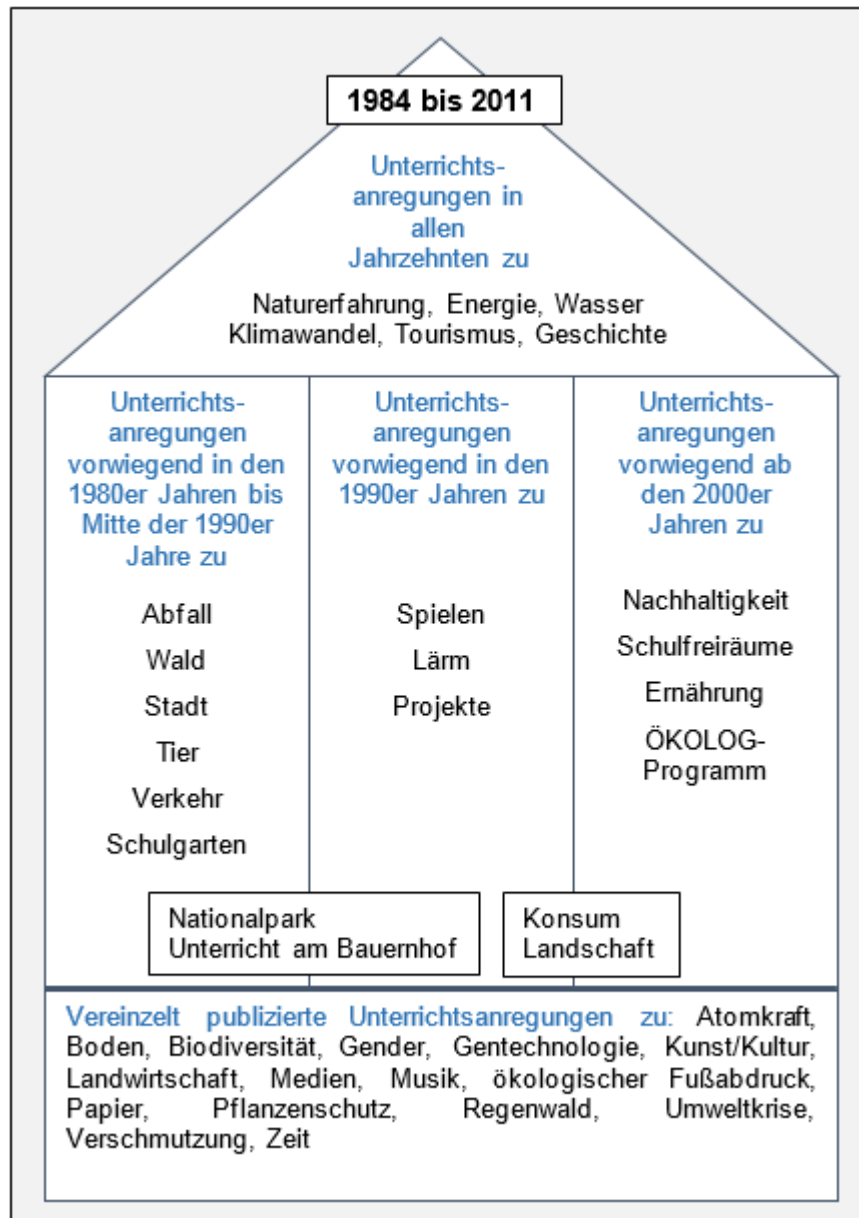 1984 bis 2011
Unterrichts-
anregungen in
allen
Jahrzehnten zu
Naturerfahrung, Energie, Wasser
Klimawandel, Tourismus, Geschichte
Unterrichts-
anregungen
vorwiegend in den
1980er Jahren bis
Mitte der 1990er
Jahre zu
Abfall
Wald
Stadt
Tier
Verkehr
Schulgarten
Unterrichts-
anregungen
vorwiegend in den
1990er Jahren zu
Spielen
Lärm
Projekte
Unterrichts-
anregungen
vorwiegend ab
den 2000er
Jahren zu
Nachhaltigkeit
Schulfreiräume
Ernährung
ÖKOLOG-
Programm
Nationalpark
Unterricht am Bauernhof
Konsum
Landschaft
Vereinzelt publizierte Unterrichtsanregungen zu: Atomkraft,
Boden, Biodiversität, Gender, Gentechnologie, Kunst/Kultur,
Landwirtschaft, Medien, Musik, ökologischer Fußabdruck,
Papier, Pflanzenschutz, Regenwald, Umweltkrise,
Verschmutzung, Zeit